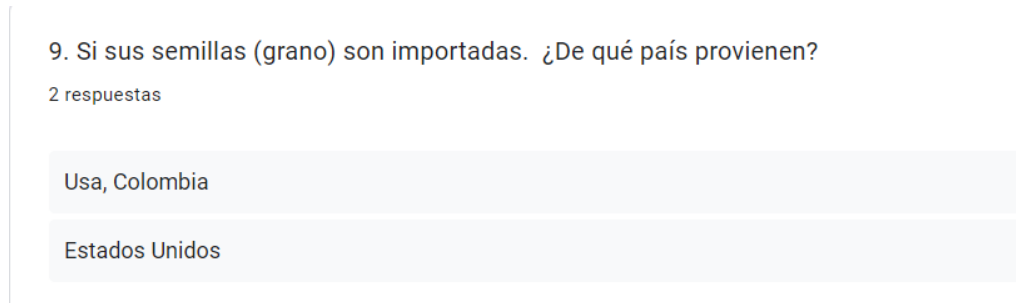 9. Si sus semillas (grano) son importadas.  ¿De qué país provienen?
2 respuestas
Usa, Colombia
Estados Unidos